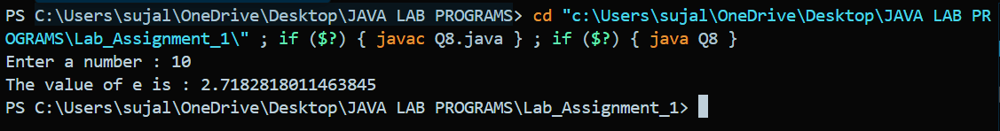 PS C:\Users\sujal\OneDrive\Desktop\JAVA LAB PROGRAMS> cd "c:\Users\sujal\OneDrive\Desktop\JAVA LAB PR
OGRAMS\Lab_Assignment_1\" ; if ($?) { javac Q8.java } ; if ($?) { java Q8 }
Enter a number : 10
The value of e is : 2.7182818011463845
PS C:\Users\sujal\OneDrive\Desktop\JAVA LAB PROGRAMS\Lab_Assignment_1>